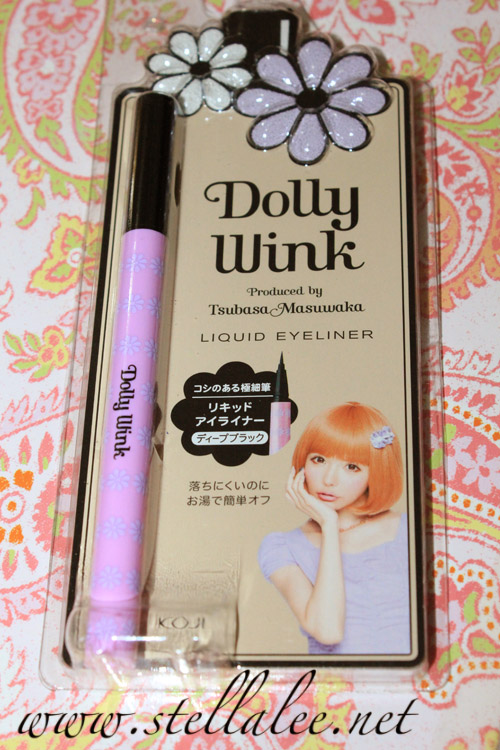 Dolly
Wink
Produced by
Tsubasa Masuwaka
LIQUID EYELINER
コシのある極細筆
リキッド
アイライナー
ディープブラック
落ちにくいのに
お湯で簡単オフ
Dolly Wink
KOJI
www.stellalee.net